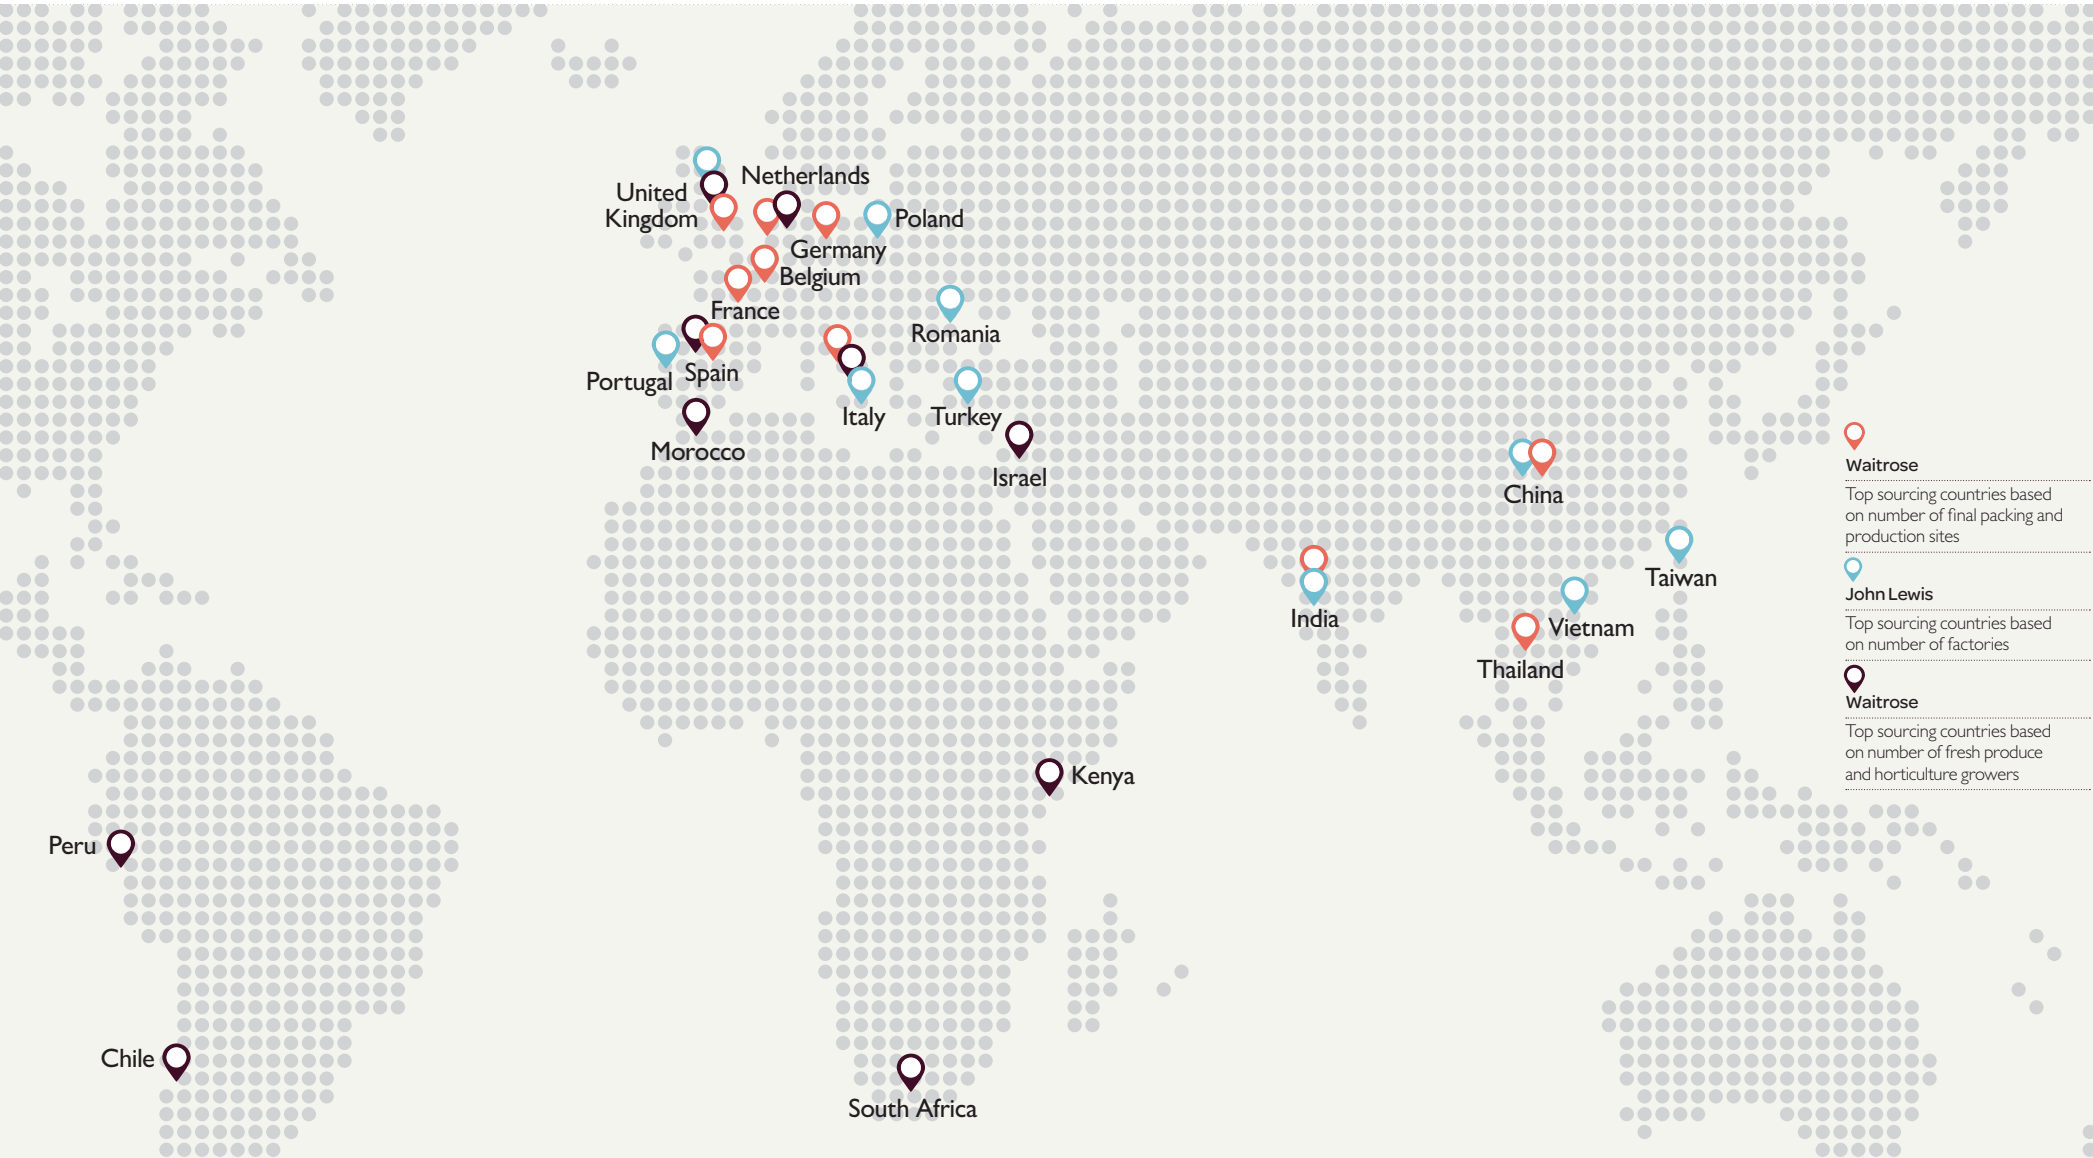 Netherlands
United
Kingdom
Poland
Germany
Belgium
France
Romania
Portugal
Spain
Italy
Turkey
Morocco
Israel
China
Taiwan
India
Vietnam
Thailand
Kenya
Peru
Chile
South Africa
Waitrose
Top sourcing countries based
on number of final packing and
production sites
John Lewis
Top sourcing countries based
on number of factories
Waitrose
Top sourcing countries based
on number of fresh produce
and horticulture growers